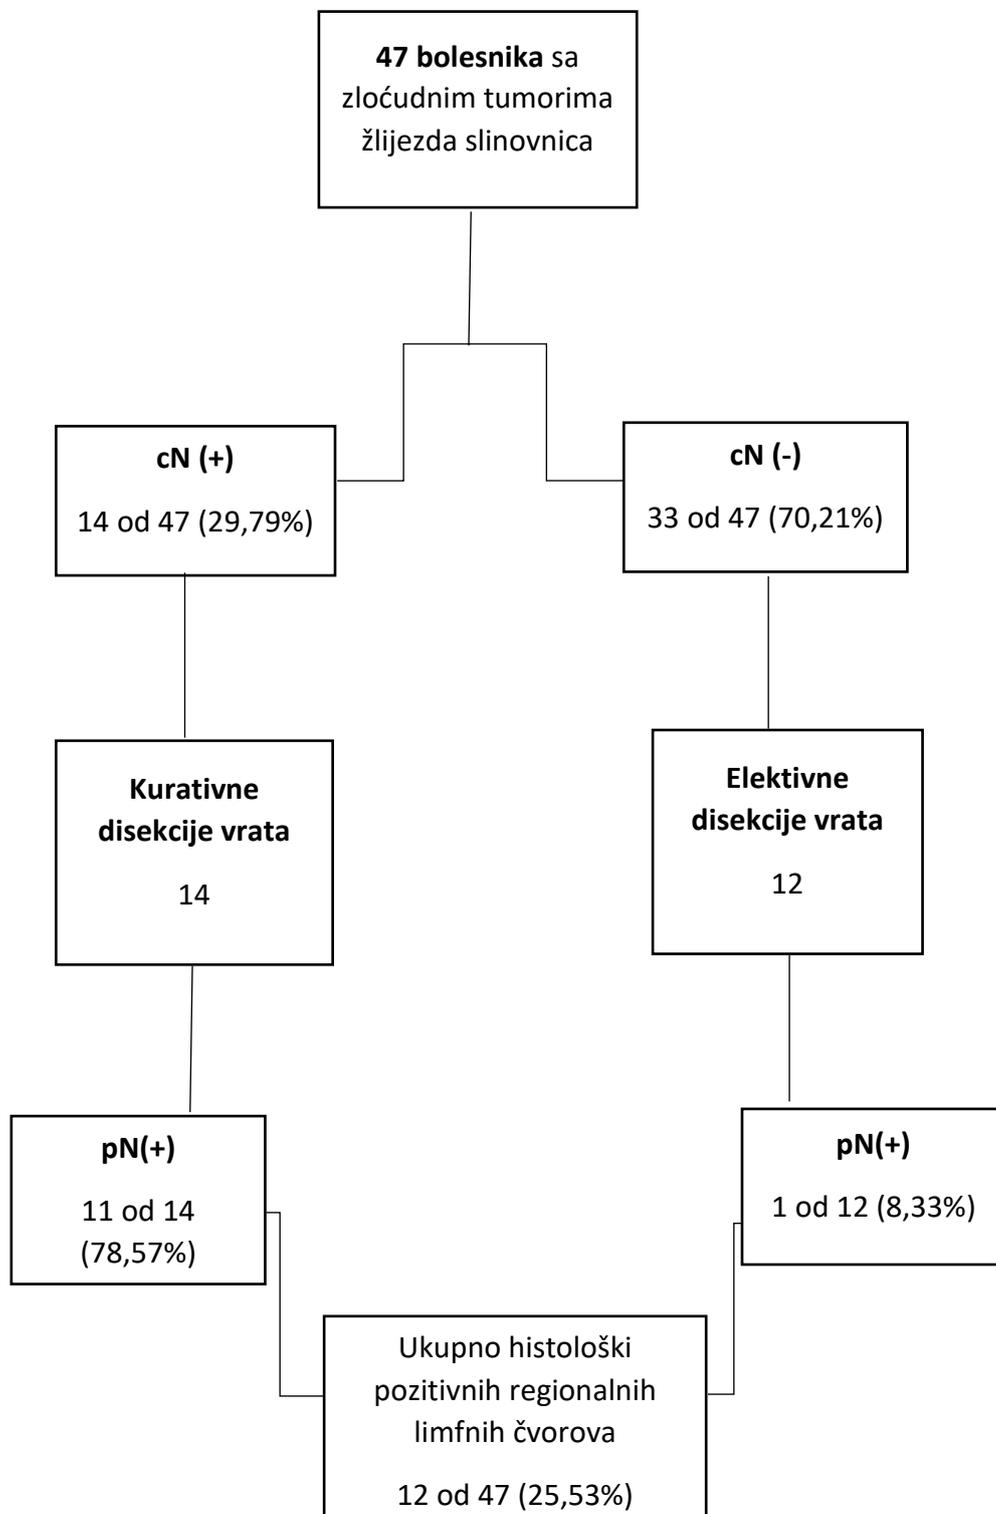 47 bolesnika sa
zloćudnim tumorima
žlijezda slinovnica
cN (+)
14 od 47 (29,79%)
cN (-)
33 od 47 (70,21%)
Kurativne
disekcije vrata
14
Elektivne
disekcije vrata
12
pN(+)
11 od 14
(78,57%)
pN(+)
1 od 12 (8,33%)
Ukupno histološki
pozitivnih regionalnih
limfnih čvorova
12 od 47 (25,53%)